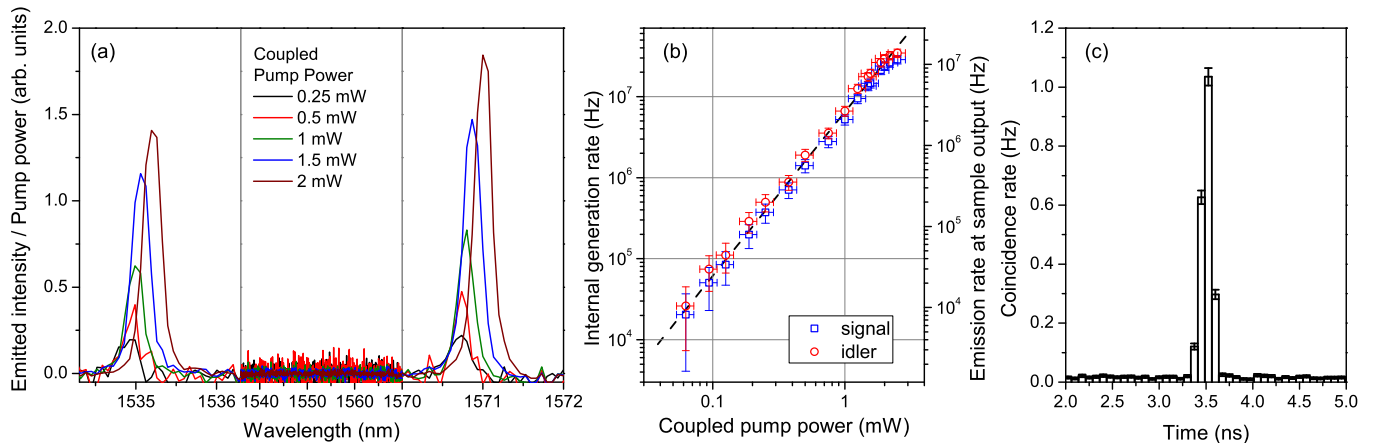 (a)
Emitted intensity / Pump power (arb. units)
2.0
1.5
1.0
0.5
0.0
Coupled
Pump Power
0.25 mW
0.5 mW
1 mW
1.5 mW
2 mW
1535 1536 1540 1550 1560 1570 1571 1572
Wavelength (nm)
(b)
Internal generation rate (Hz)
10⁷
10⁶
10⁵
10⁴
signal
idler
0.1 1
Coupled pump power (mW)
10⁷
10⁶
10⁵
10⁴
Emission rate at sample output (Hz)
(c)
Coincidence rate (Hz)
1.2
1.0
0.8
0.6
0.4
0.2
0.0
2.0 2.5 3.0 3.5 4.0 4.5 5.0
Time (ns)